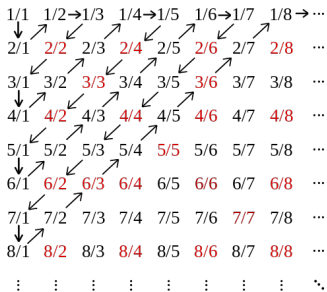 1/1 1/2 1/3 1/4 1/5 1/6 1/7 1/8 ⋯
2/1 2/2 2/3 2/4 2/5 2/6 2/7 2/8 ⋯
3/1 3/2 3/3 3/4 3/5 3/6 3/7 3/8 ⋯
4/1 4/2 4/3 4/4 4/5 4/6 4/7 4/8 ⋯
5/1 5/2 5/3 5/4 5/5 5/6 5/7 5/8 ⋯
6/1 6/2 6/3 6/4 6/5 6/6 6/7 6/8 ⋯
7/1 7/2 7/3 7/4 7/5 7/6 7/7 7/8 ⋯
8/1 8/2 8/3 8/4 8/5 8/6 8/7 8/8 ⋯
⋮ ⋮ ⋮ ⋮ ⋮ ⋮ ⋮ ⋮ ⋱